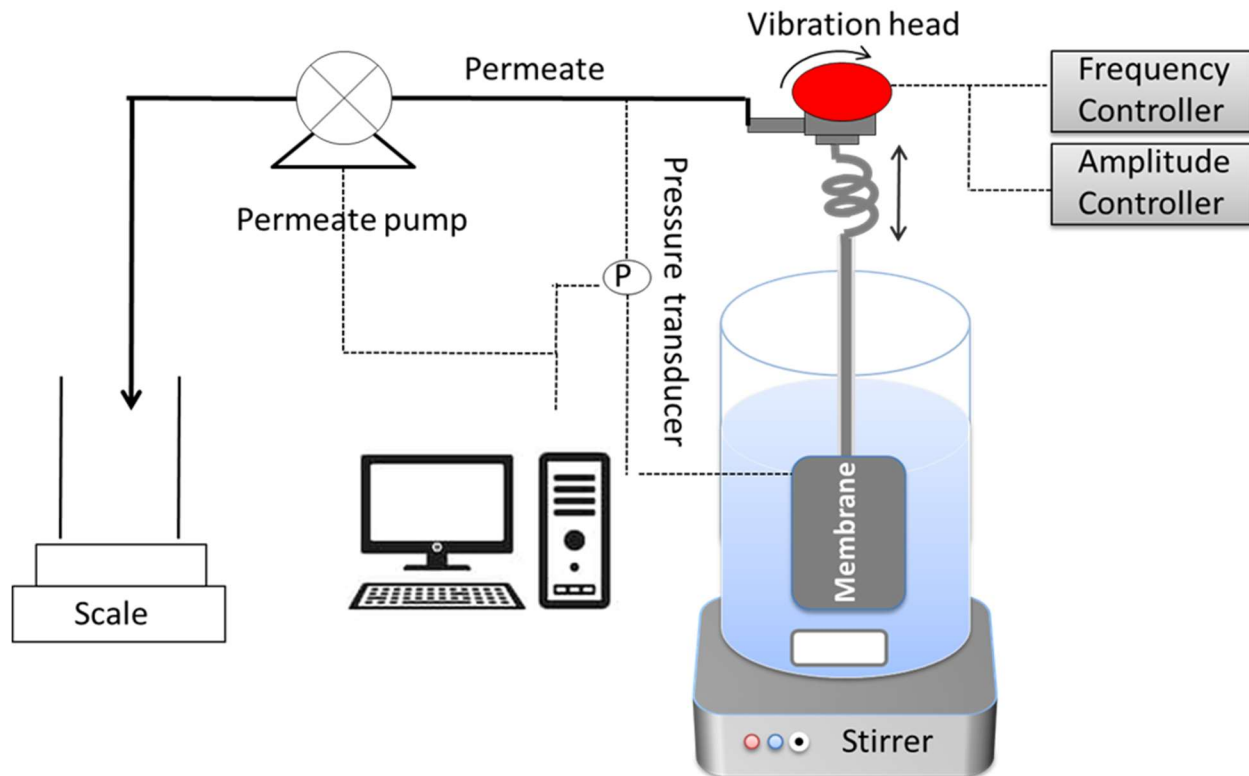 Vibration head
Permeate
Frequency
Controller
Amplitude
Controller
Permeate pump
Pressure transducer
P
Membrane
Scale
Stirrer